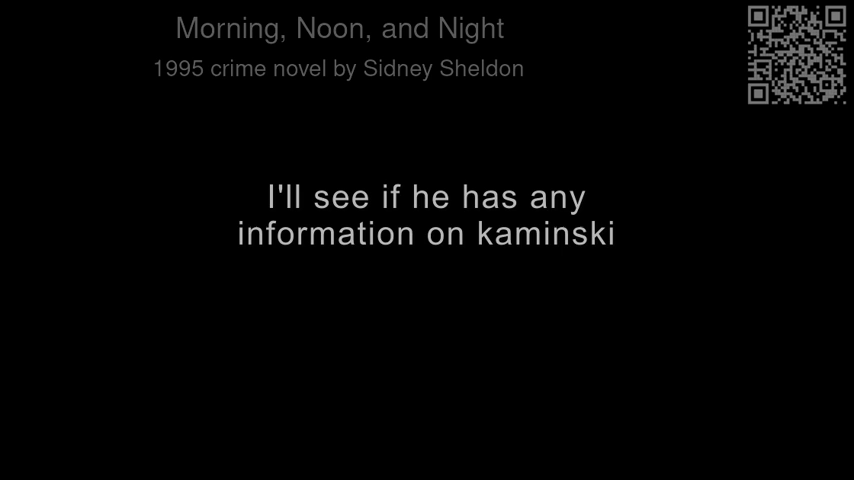 Morning, Noon, and Night
1995 crime novel by Sidney Sheldon
I'll see if he has any
information on kaminski